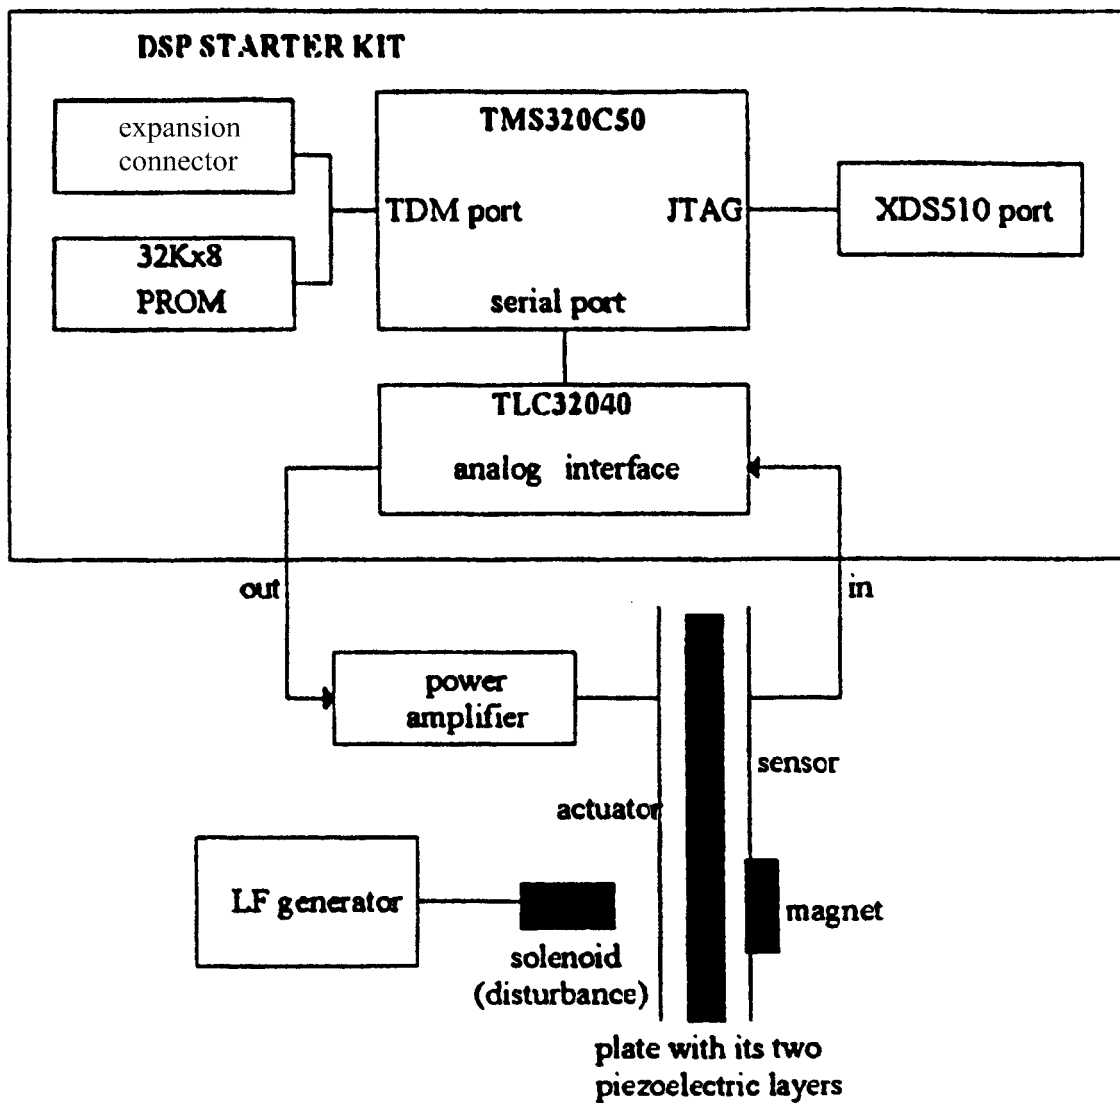 DSP STARTER KIT
expansion
connector
TMS320C50
TDM port
JTAG
XDS510 port
32Kx8
PROM
serial port
TLC32040
analog interface
out
in
power
amplifier
sensor
actuator
LF generator
magnet
solenoid
(disturbance)
plate with its two
piezoelectric layers